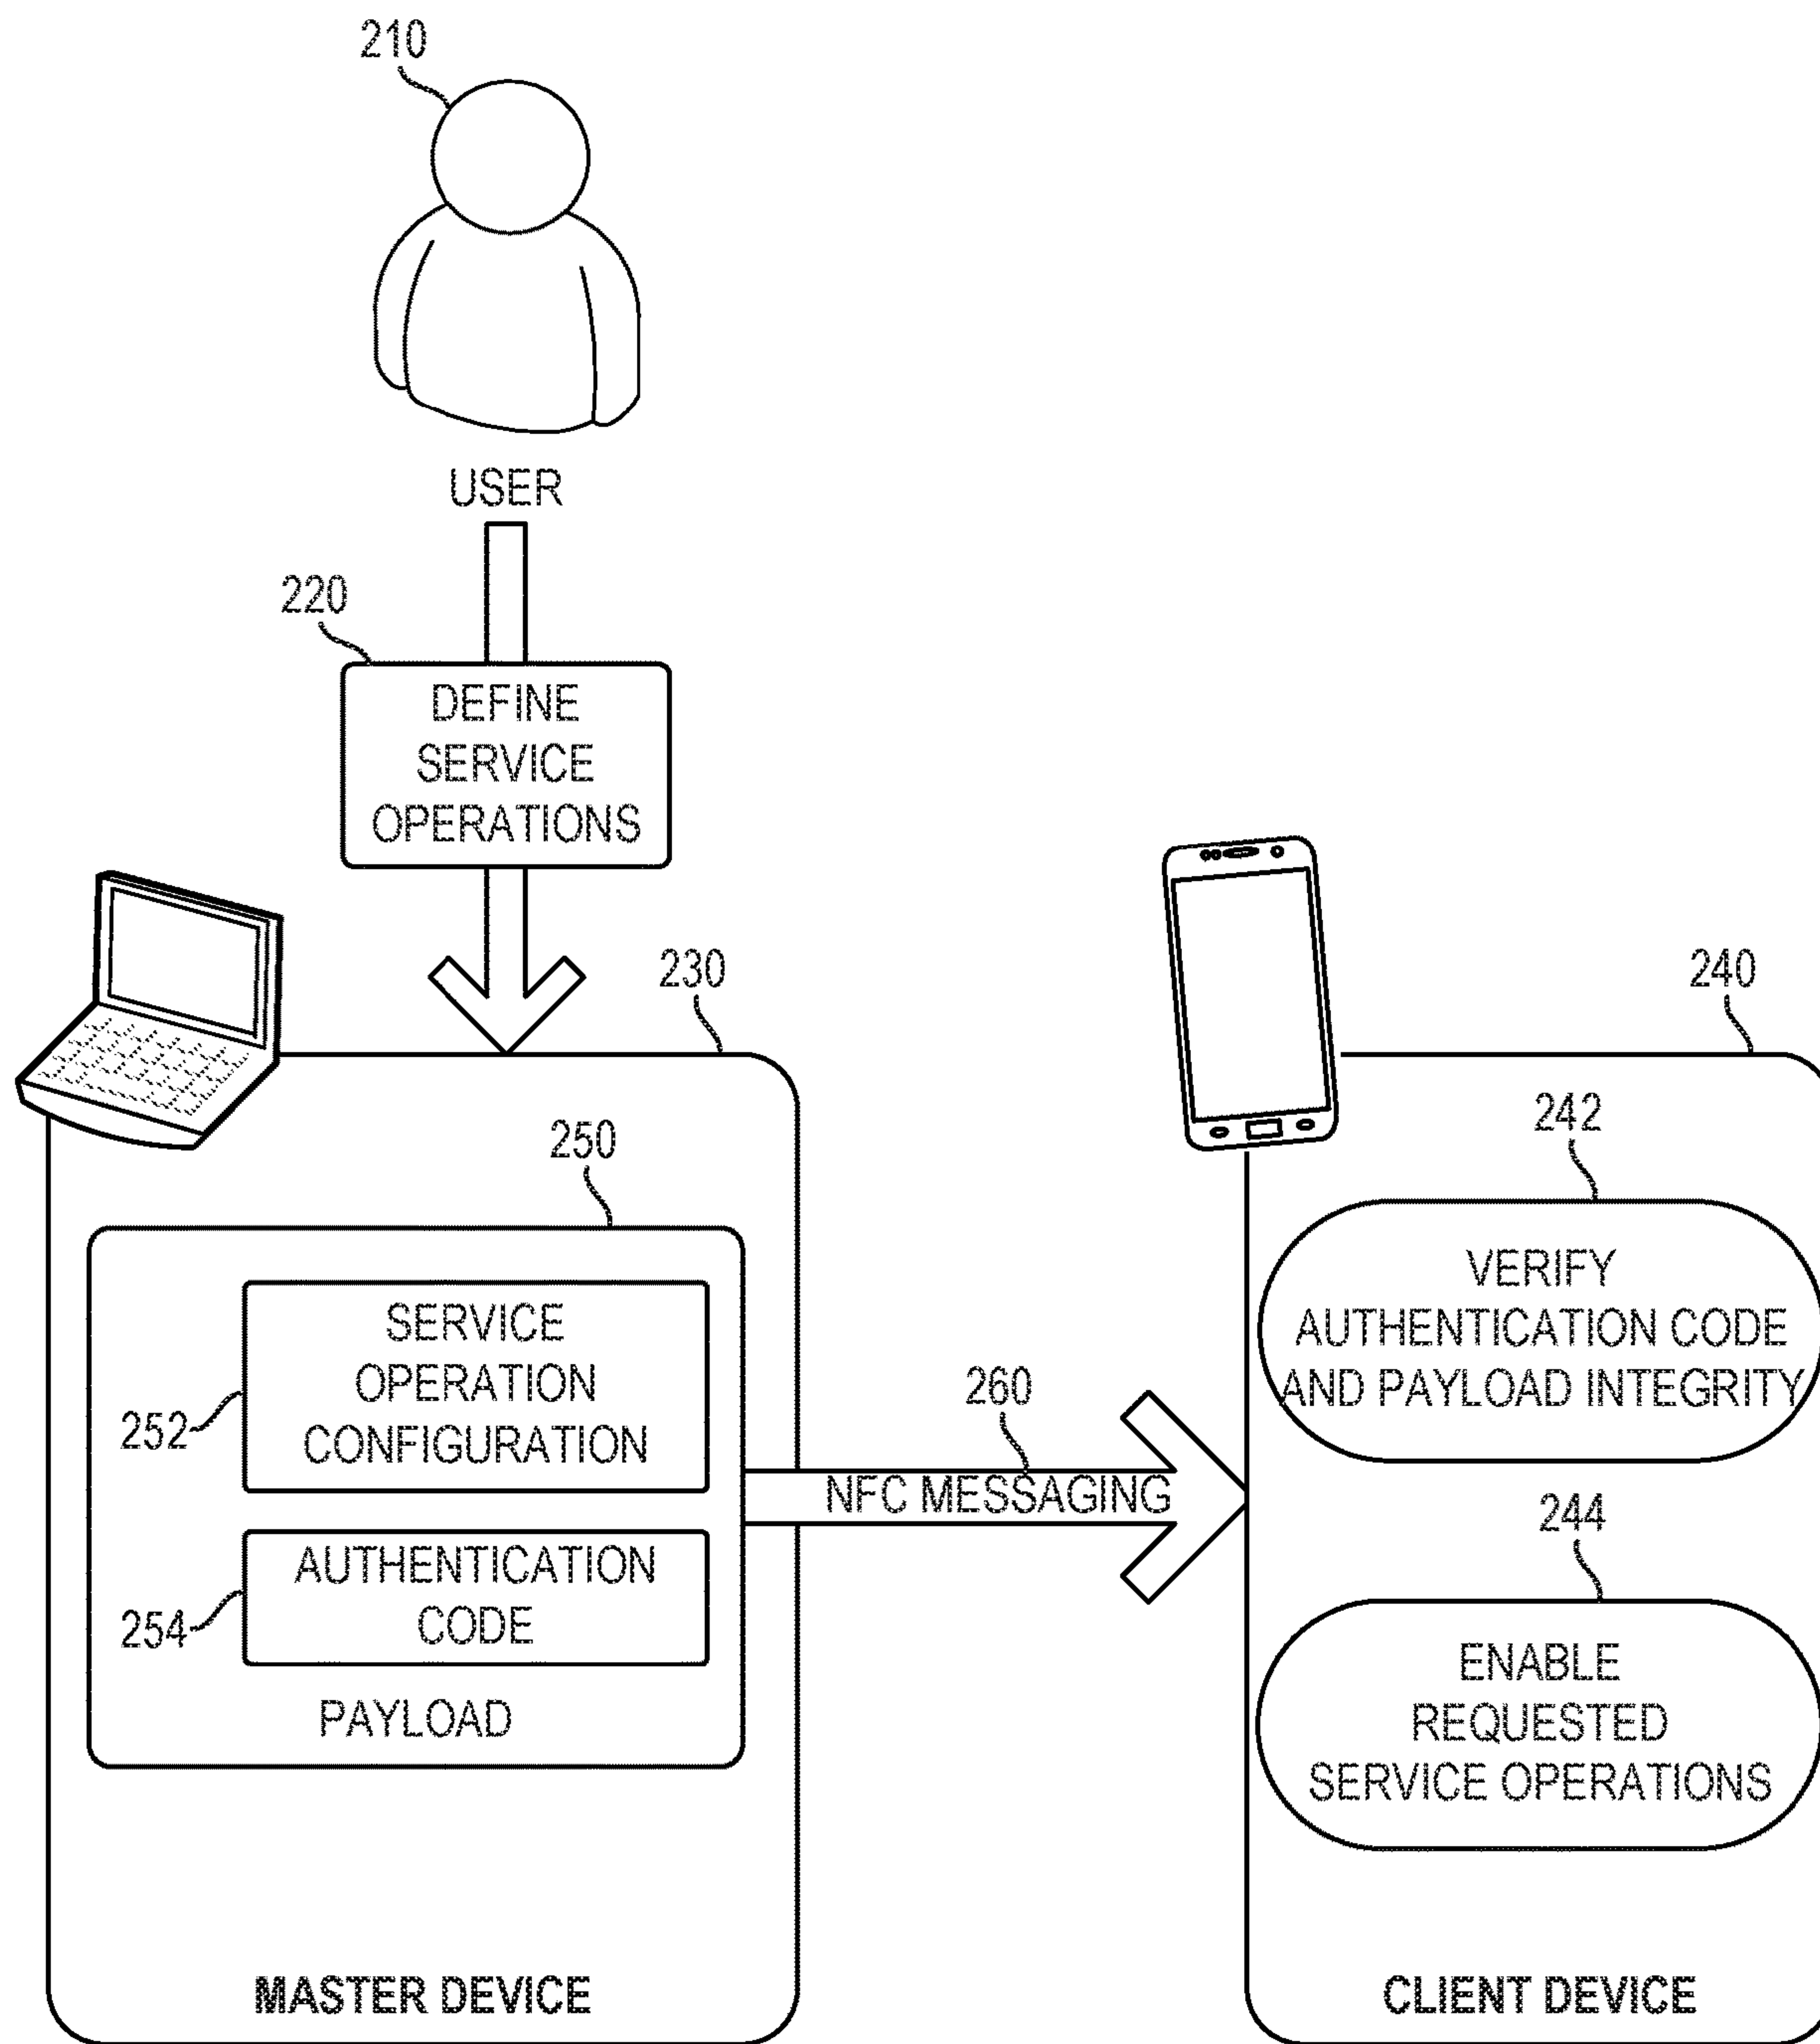 210
USER
220
DEFINE
SERVICE
OPERATIONS
230
240
250
242
SERVICE
OPERATION
CONFIGURATION
252
VERIFY
AUTHENTICATION CODE
AND PAYLOAD INTEGRITY
260
NFC MESSAGING
244
AUTHENTICATION
CODE
254
PAYLOAD
ENABLE
REQUESTED
SERVICE OPERATIONS
MASTER DEVICE
CLIENT DEVICE